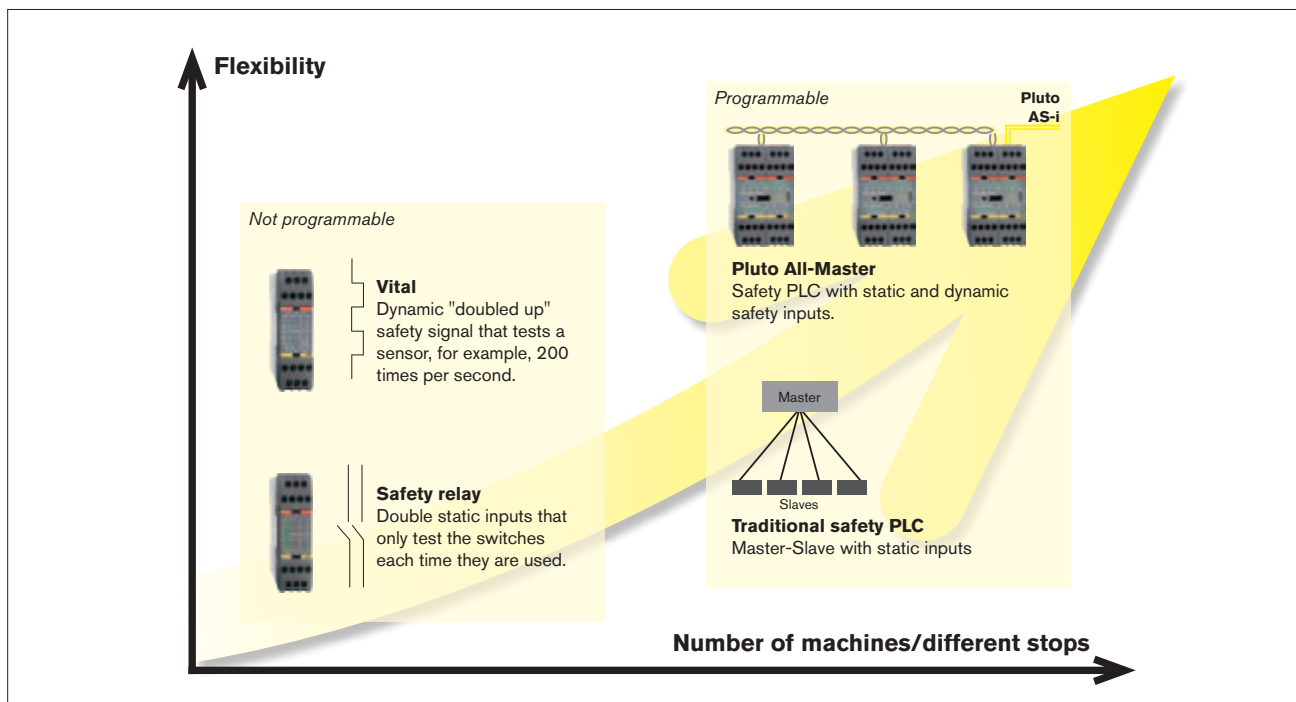 Flexibility
Programmable
Pluto
AS-i
Not programmable
Vital
Dynamic "doubled up"
safety signal that tests a
sensor, for example, 200
times per second.
Pluto All-Master
Safety PLC with static and dynamic
safety inputs.
Safety relay
Double static inputs that
only test the switches
each time they are used.
Master
Slaves
Traditional safety PLC
Master-Slave with static inputs
Number of machines/different stops